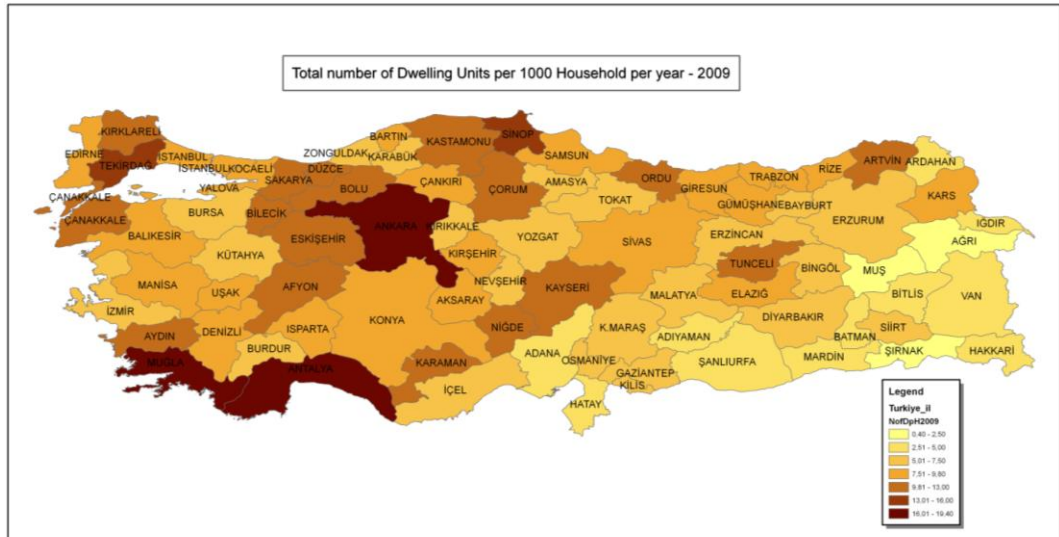 Total number of Dwelling Units per 1000 Household per year - 2009
KIRKLARELİ
EDİRNE
TEKİRDAĞ
İSTANBUL
İSTANBUL
KOCAELİ
YALOVA
SAKARYA
DÜZCE
ZONGULDAK
BARTIN
KARABÜK
KASTAMONU
SİNOP
SAMSUN
ÇANAKKALE
ÇANAKKALE
BALIKESİR
BURSA
BİLECİK
BOLU
ÇANKIRI
ÇORUM
AMASYA
ORDU
GİRESUN
TRABZON
RİZE
ARTVİN
ARDAHAN
KARS
IĞDIR
GÜMÜŞHANE
BAYBURT
TOKAT
ERZURUM
AĞRI
ANKARA
KIRIKKALE
ESKİŞEHİR
KÜTAHYA
YOZGAT
SİVAS
ERZİNCAN
TUNCELİ
BİNGÖL
MUŞ
BİTLİS
VAN
MANİSA
UŞAK
AFYON
KIRŞEHİR
NEVŞEHİR
AKSARAY
KAYSERİ
MALATYA
ELAZIĞ
DİYARBAKIR
BATMAN
SİİRT
İZMİR
AYDIN
DENİZLİ
ISPARTA
BURDUR
KONYA
NİĞDE
K.MARAŞ
ADIYAMAN
ŞANLIURFA
MARDİN
ŞIRNAK
HAKKARİ
MUĞLA
ANTALYA
KARAMAN
İÇEL
ADANA
OSMANİYE
GAZİANTEP
KİLİS
HATAY
Legend
Turkiye_il
NofDpH2009
0,40 - 2,50
2,51 - 5,00
5,01 - 7,50
7,51 - 9,80
9,81 - 13,00
13,01 - 16,00
16,01 - 19,40